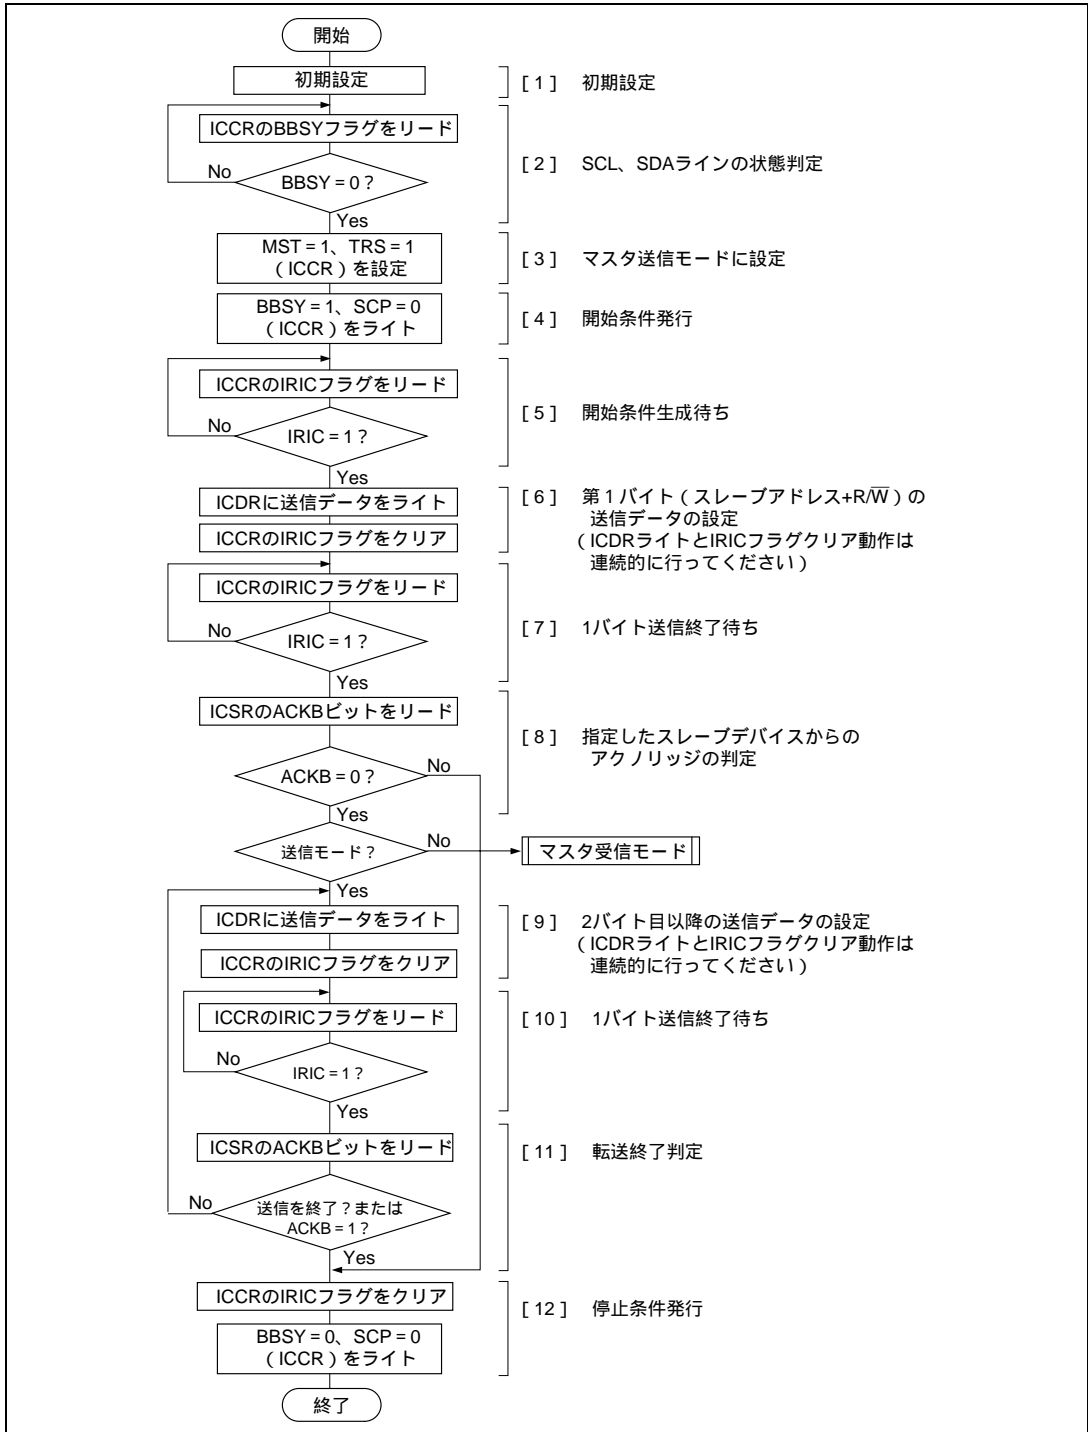 開始
初期設定
[1] 初期設定
ICCRのBBSYフラグをリード
No
BBSY=0?
[2] SCL、SDAラインの状態判定
Yes
MST=1、TRS=1
(ICCR)を設定
[3] マスタ送信モードに設定
BBSY=1、SCP=0
(ICCR)をライト
[4] 開始条件発行
ICCRのIRICフラグをリード
No
IRIC=1?
[5] 開始条件生成待ち
Yes
ICDRに送信データをライト
ICCRのIRICフラグをクリア
[6] 第1バイト(スレーブアドレス+R/W̅)の
送信データの設定
(ICDRライトとIRICフラグクリア動作は
連続的に行ってください)
ICCRのIRICフラグをリード
No
IRIC=1?
[7] 1バイト送信終了待ち
Yes
ICSRのACKBビットをリード
[8] 指定したスレーブデバイスからの
アクノリッジの判定
ACKB=0?
No
Yes
送信モード?
No
マスタ受信モード
Yes
ICDRに送信データをライト
ICCRのIRICフラグをクリア
[9] 2バイト目以降の送信データの設定
(ICDRライトとIRICフラグクリア動作は
連続的に行ってください)
ICCRのIRICフラグをリード
[10] 1バイト送信終了待ち
No
IRIC=1?
Yes
ICSRのACKBビットをリード
[11] 転送終了判定
No
送信を終了?または
ACKB=1?
Yes
ICCRのIRICフラグをクリア
[12] 停止条件発行
BBSY=0、SCP=0
(ICCR)をライト
終了